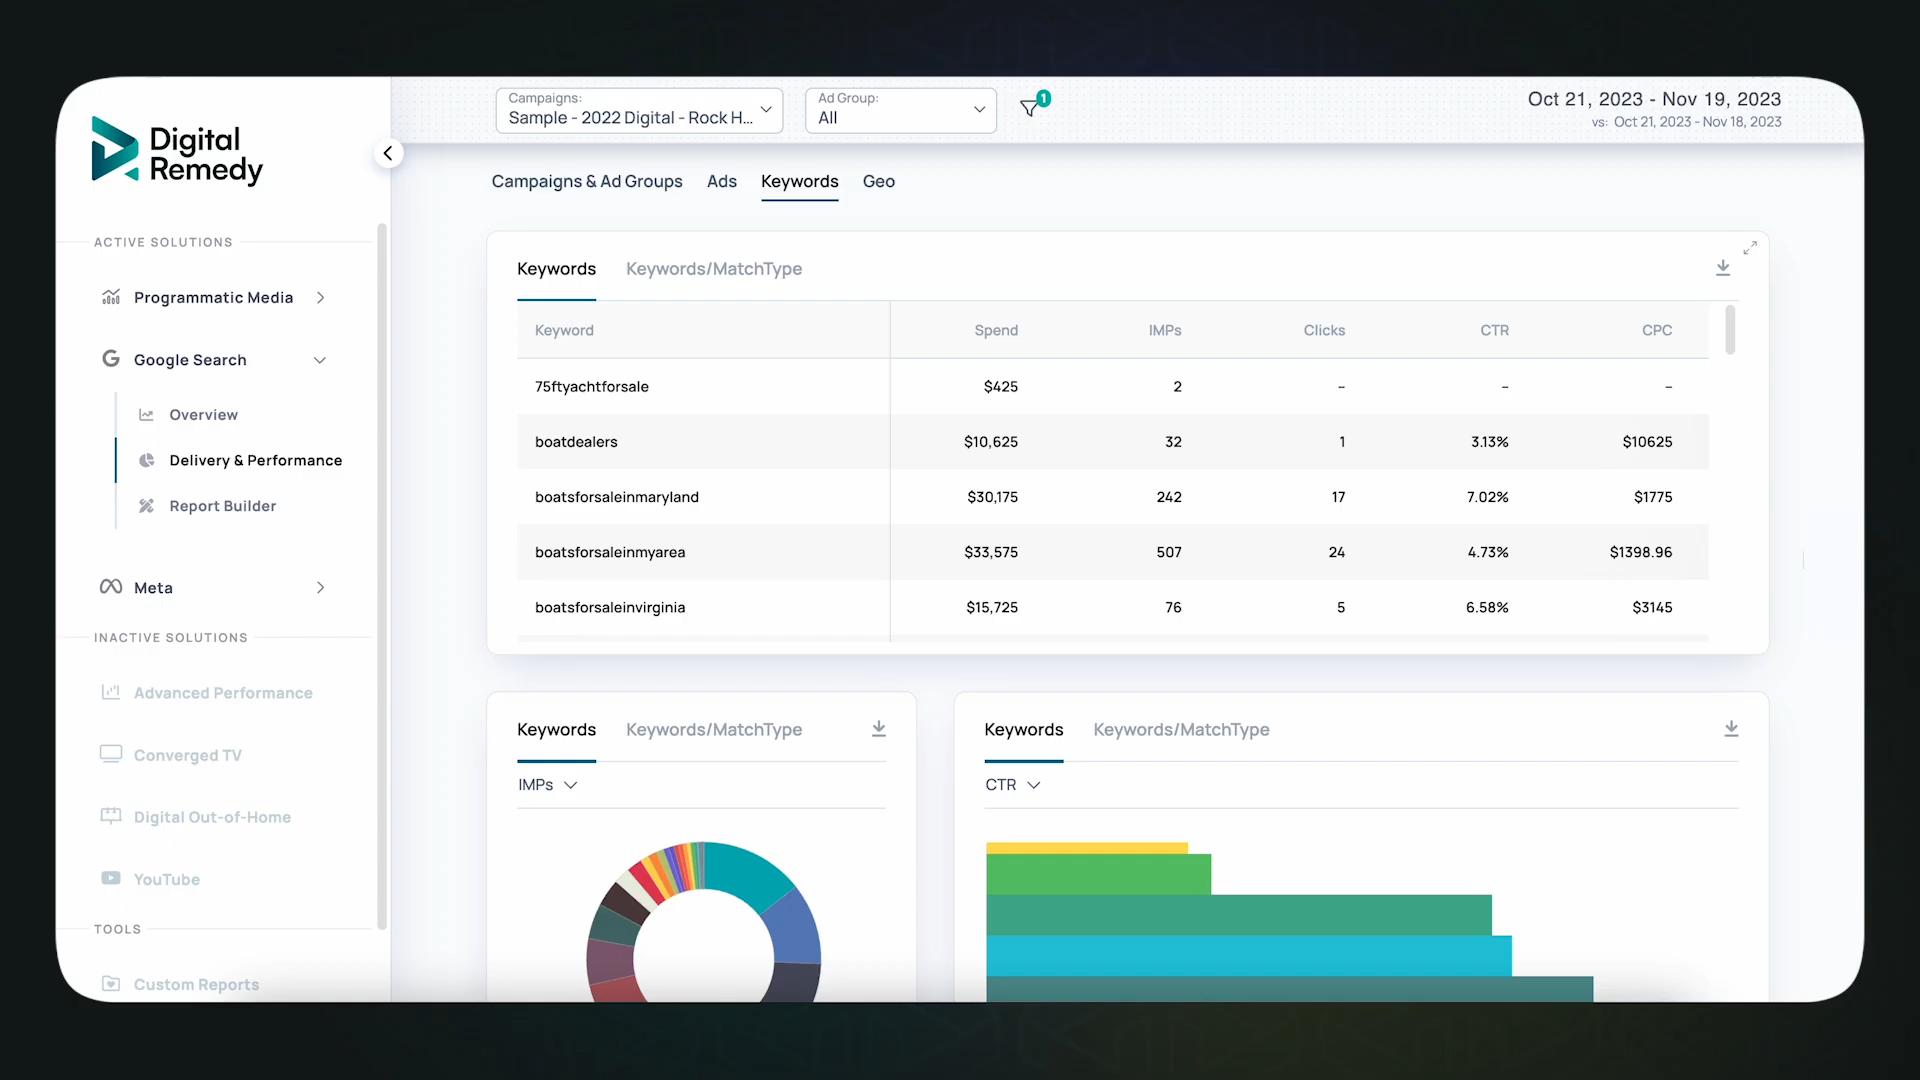 Digital
Remedy
ACTIVE SOLUTIONS
Programmatic Media
Google Search
Overview
Delivery & Performance
Report Builder
Meta
INACTIVE SOLUTIONS
Advanced Performance
Converged TV
Digital Out-of-Home
YouTube
TOOLS
Custom Reports
Campaigns:
Sample - 2022 Digital - Rock H...
Ad Group:
All
1
Oct 21, 2023 - Nov 19, 2023
vs: Oct 21, 2023 - Nov 18, 2023
Campaigns & Ad Groups Ads Keywords Geo
Keywords Keywords/MatchType
Keyword Spend IMPs Clicks CTR CPC
75ftyachtforsale $425 2 – – –
boatdealers $10,625 32 1 3.13% $10625
boatsforsaleinmaryland $30,175 242 17 7.02% $1775
boatsforsaleinmyarea $33,575 507 24 4.73% $1398.96
boatsforsaleinvirginia $15,725 76 5 6.58% $3145
Keywords Keywords/MatchType
IMPs
Keywords Keywords/MatchType
CTR